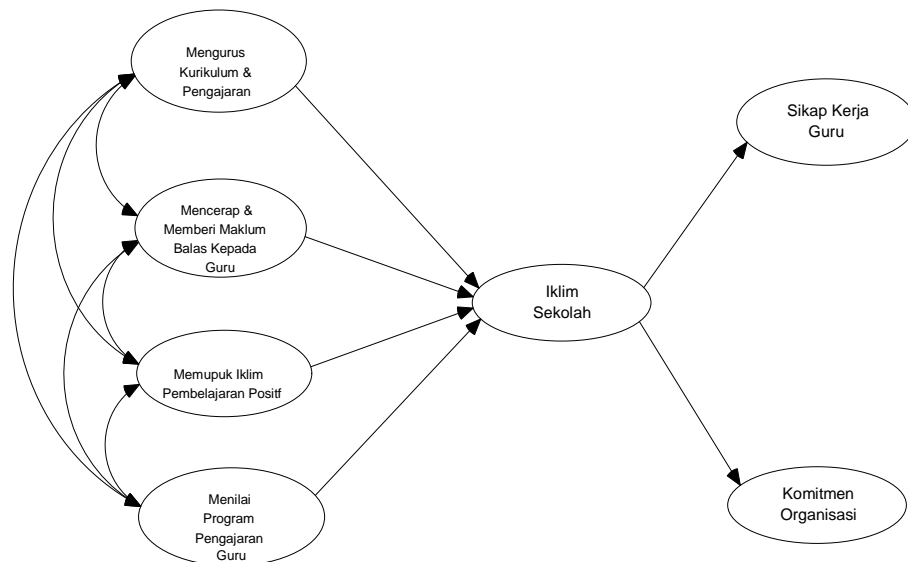 Mengurus
Kurikulum &
Pengajaran
Mencerap &
Memberi Maklum
Balas Kepada
Guru
Memupuk Iklim
Pembelajaran Positf
Menilai
Program
Pengajaran
Guru
Iklim
Sekolah
Sikap Kerja
Guru
Komitmen
Organisasi